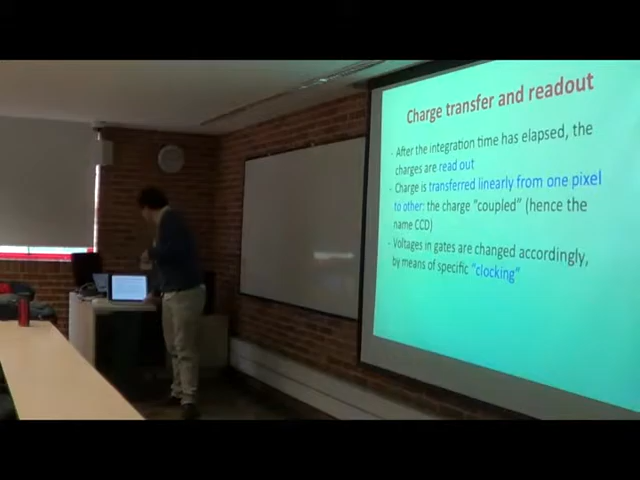 Charge transfer and readout
- After the integration time has elapsed, the
charges are read out
- Charge is transferred linearly from one pixel
to other: the charge "coupled" (hence the
name CCD)
- Voltages in gates are changed accordingly,
by means of specific "clocking"